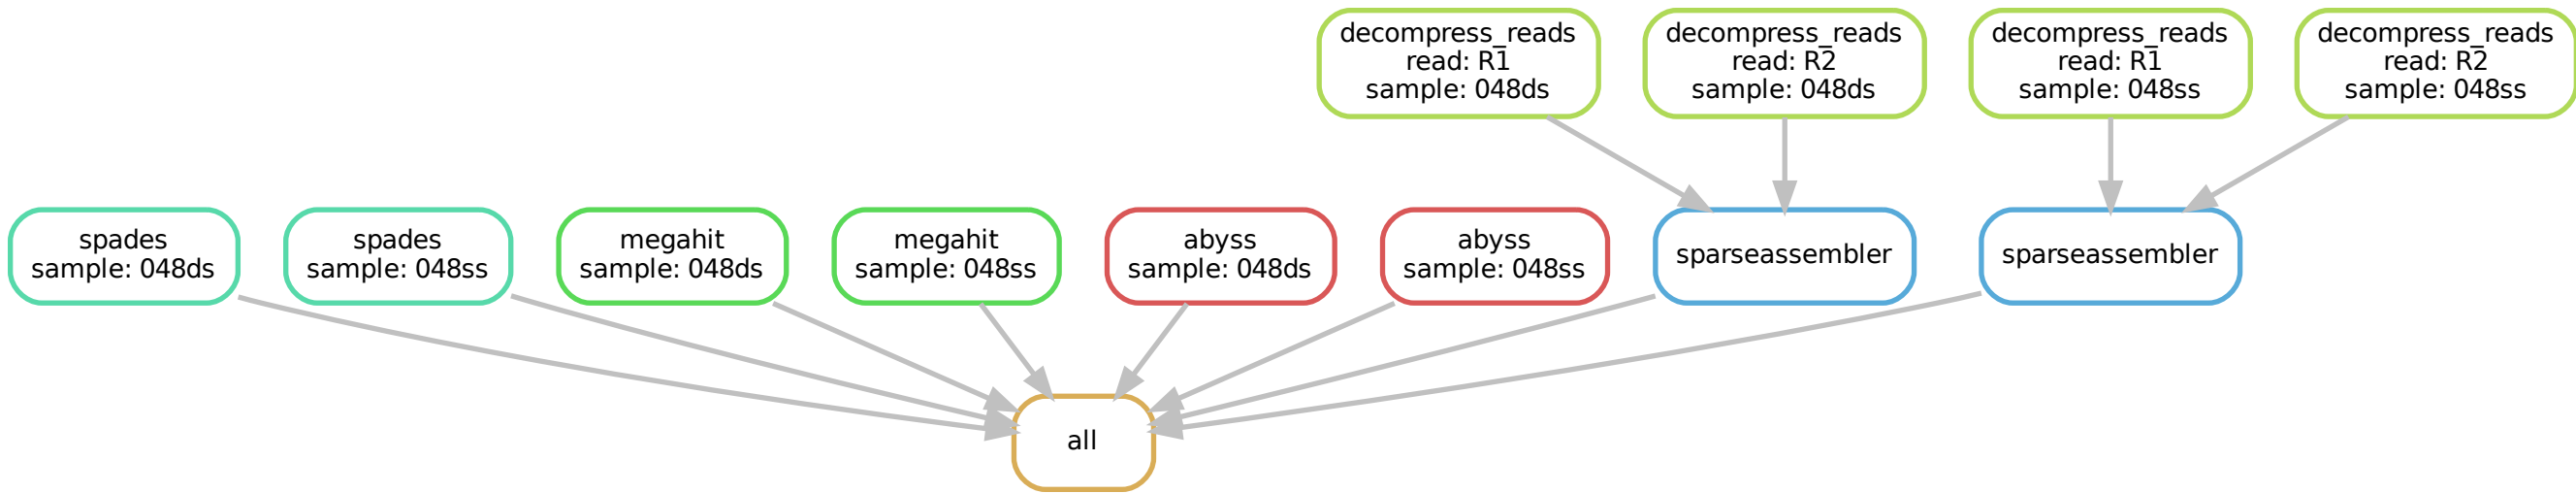 decompress_reads
read: R1
sample: 048ds
decompress_reads
read: R2
sample: 048ds
decompress_reads
read: R1
sample: 048ss
decompress_reads
read: R2
sample: 048ss
spades
sample: 048ds
spades
sample: 048ss
megahit
sample: 048ds
megahit
sample: 048ss
abyss
sample: 048ds
abyss
sample: 048ss
sparseassembler
sparseassembler
all